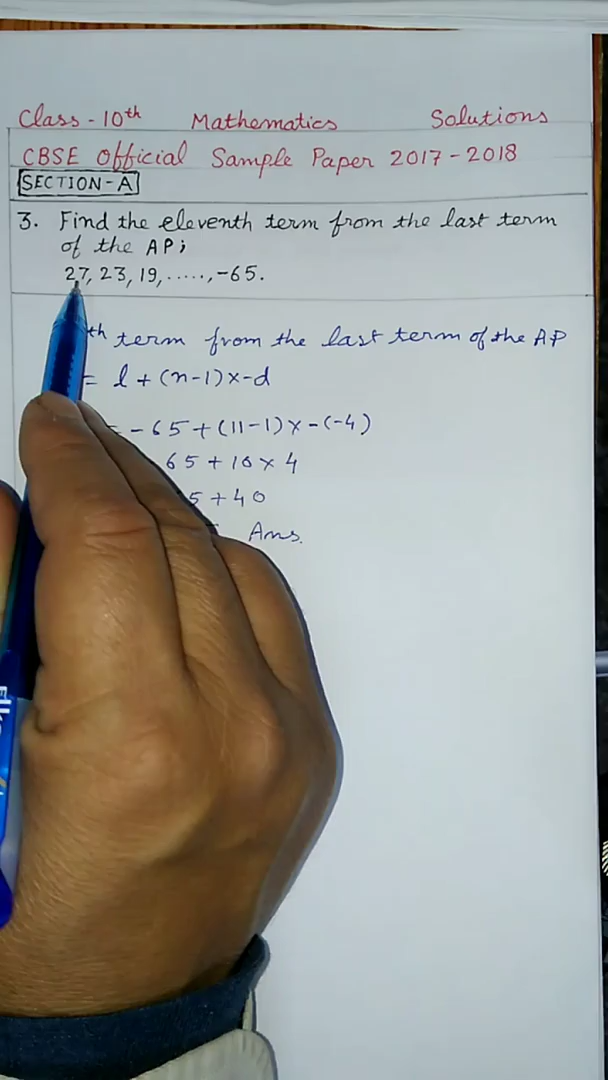 Class-10th Mathematics Solutions
CBSE Official Sample Paper 2017-2018
SECTION-A
3. Find the eleventh term from the last term
of the AP;
27, 23, 19, ....., -65.
th term from the last term of the AP
= l + (n-1)x-d
= -65+(11-1)x-(-4)
65+10x4
5+40
Ans.